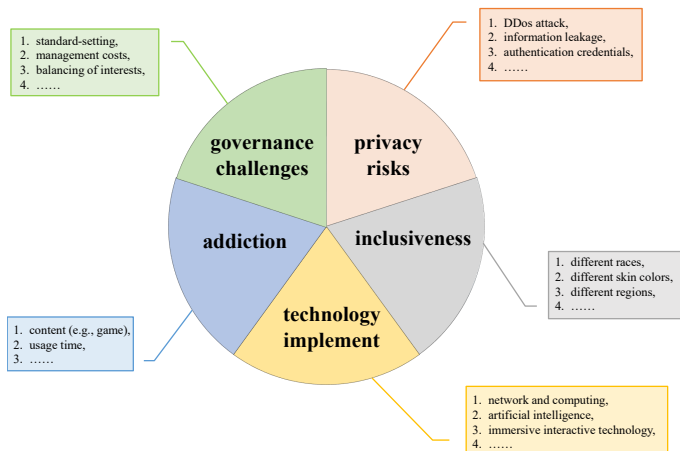 1. standard-setting,
2. management costs,
3. balancing of interests,
4. ……
1. DDos attack,
2. information leakage,
3. authentication credentials,
4. ……
governance
challenges
privacy
risks
addiction
inclusiveness
technology
implement
1. different races,
2. different skin colors,
3. different regions,
4. ……
1. content (e.g., game),
2. usage time,
3. ……
1. network and computing,
2. artificial intelligence,
3. immersive interactive technology,
4. ……